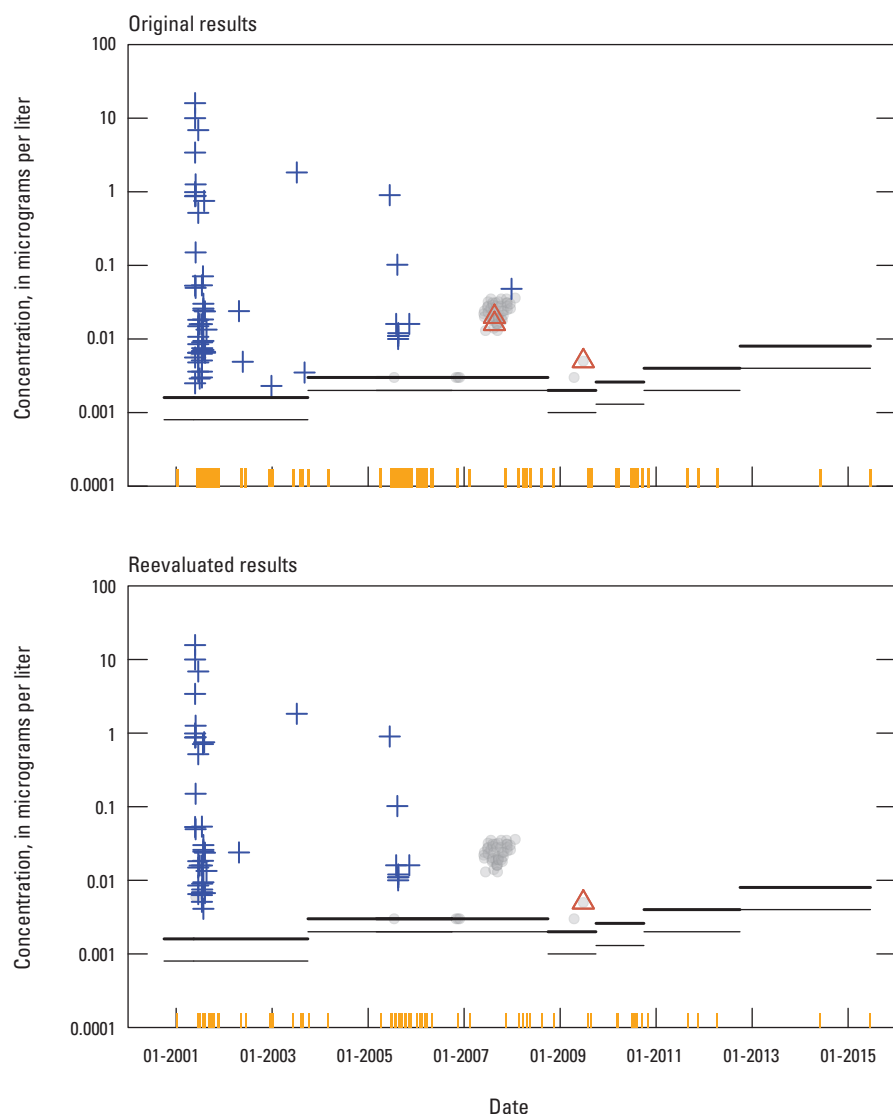 Original results
100
10
1
0.1
0.01
0.001
0.0001
Concentration, in micrograms per liter
Reevaluated results
100
10
1
0.1
0.01
0.001
0.0001
Concentration, in micrograms per liter
01-2001 01-2003 01-2005 01-2007 01-2009 01-2011 01-2013 01-2015
Date